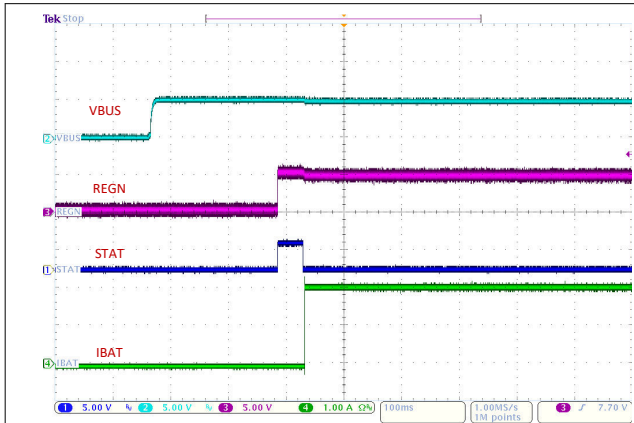 Tek Stop
VBUS
2 VBUS
REGN
3 REGN
STAT
1 STAT
IBAT
4 IBAT
1 5.00 V 2 5.00 V 3 5.00 V 4 1.00 A Ω 100ms 1.00MS/s 3 7.70 V
1M points